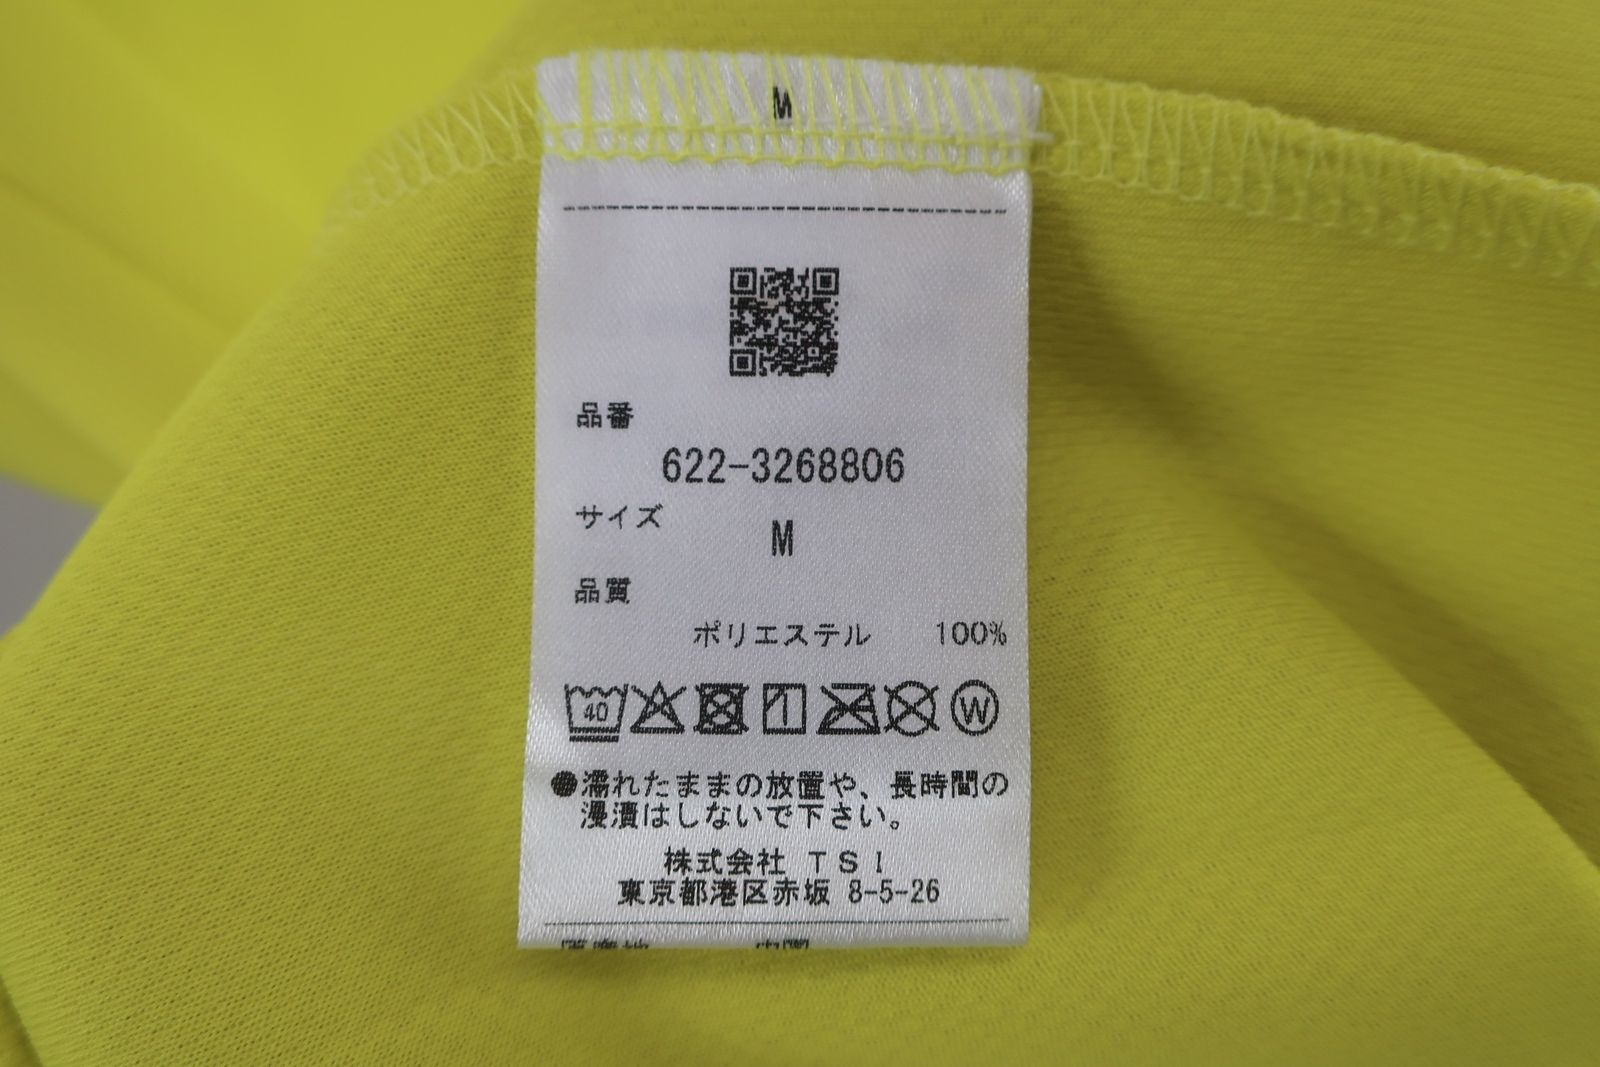 M
品番
622-3268806
サイズ
M
品質
ポリエステル 100%
40
W
●濡れたままの放置や、長時間の
浸漬はしないで下さい。
株式会社 TSI
東京都港区赤坂 8-5-26